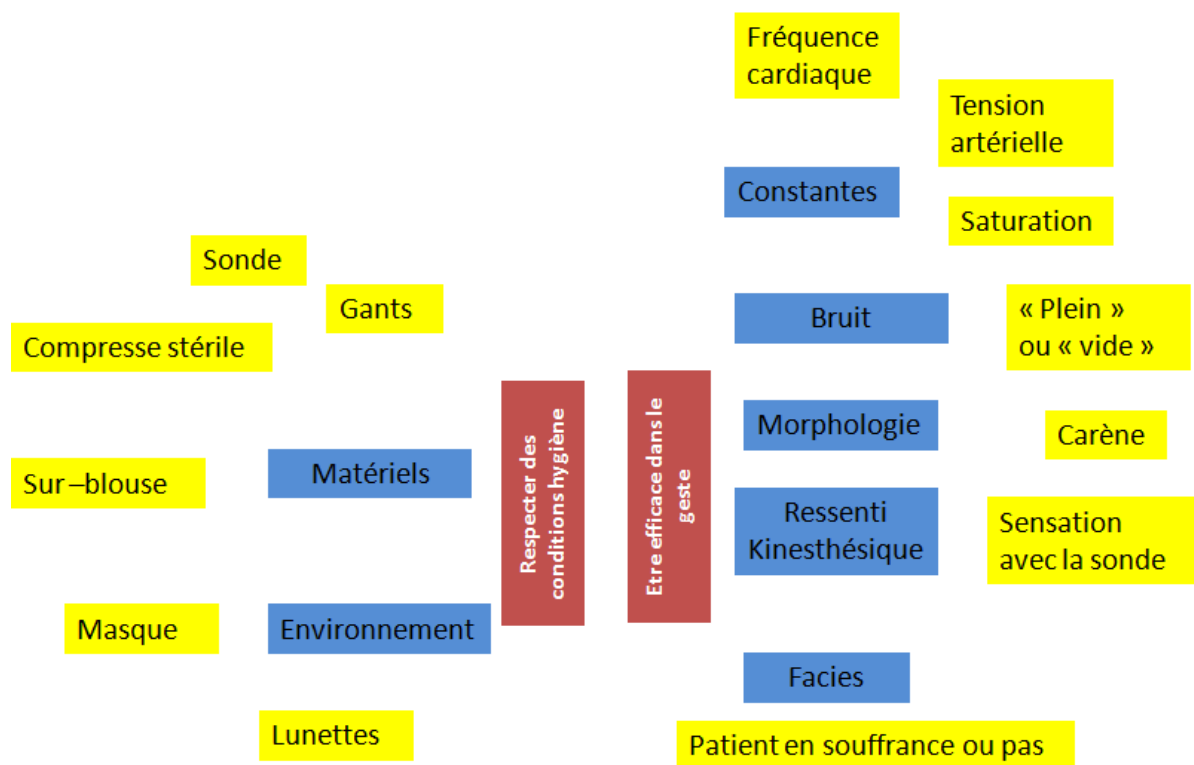 Fréquence
cardiaque
Tension
artérielle
Constantes
Saturation
Sonde
Gants
Compresse stérile
Bruit
« Plein »
ou « vide »
Morphologie
Carène
Sur –blouse
Matériels
Respecter des
conditions hygiène
Etre efficace dans le
geste
Ressenti
Kinesthésique
Sensation
avec la sonde
Masque
Environnement
Facies
Lunettes
Patient en souffrance ou pas